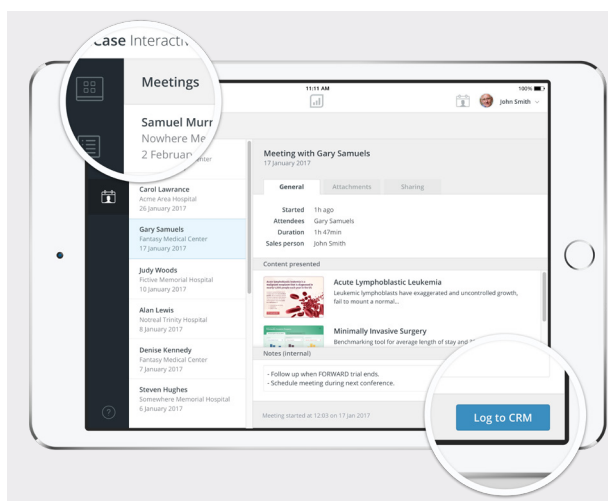 Case Interacti
Meetings
Samuel Murr
Nowhere Me
2 February
Carol Lawrance
Acme Area Hospital
26 January 2017
Gary Samuels
Fantasy Medical Center
17 January 2017
Judy Woods
Fictive Memorial Hospital
10 January 2017
Alan Lewis
Notreal Trinity Hospital
8 January 2017
Denise Kennedy
Fantasy Medical Center
7 January 2017
Steven Hughes
Somewhere Memorial Hospital
6 January 2017
?
11:11 AM
100%
John Smith
Meeting with Gary Samuels
17 January 2017
General Attachments Sharing
Started 1h ago
Attendees Gary Samuels
Duration 1h 47min
Sales person John Smith
Content presented
Acute Lymphoblastic Leukemia
Leukemic lymphoblasts have exaggerated and uncontrolled growth,
fail to mount a normal...
Minimally Invasive Surgery
Benchmarking tool for average length of stay and
Notes (internal)
- Follow up when FORWARD trial ends.
- Schedule meeting during next conference.
Meeting started at 12:03 on 17 Jan 2017
Log to CRM